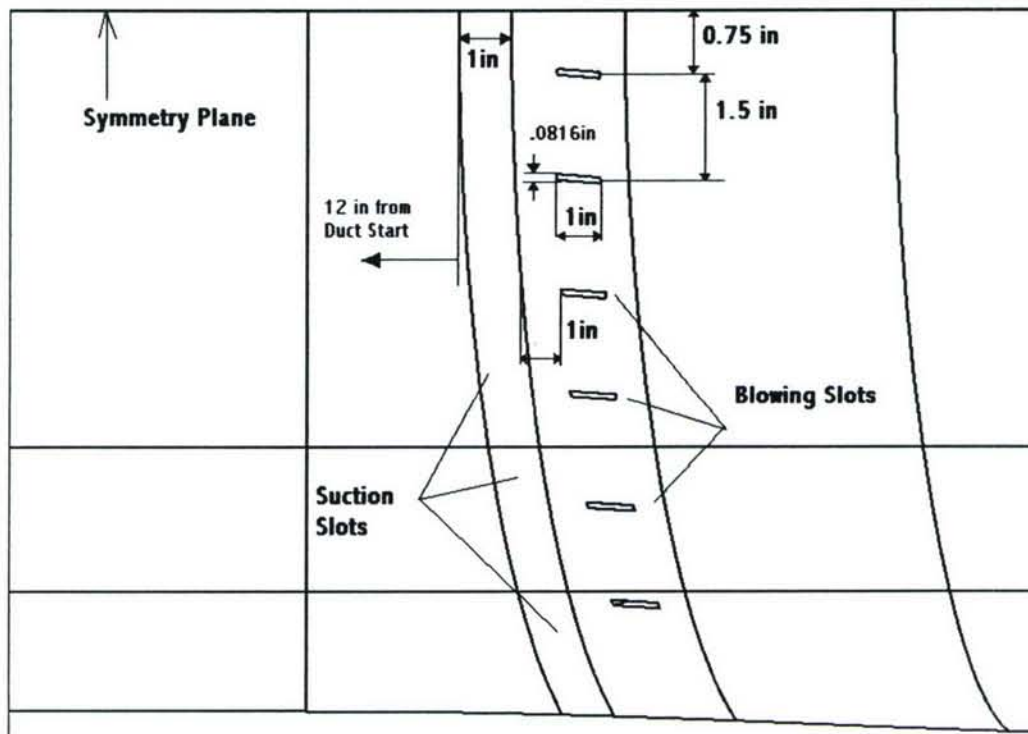 0.75 in
1in
1.5 in
Symmetry Plane
.0816in
12 in from
Duct Start
1in
1in
Blowing Slots
Suction
Slots